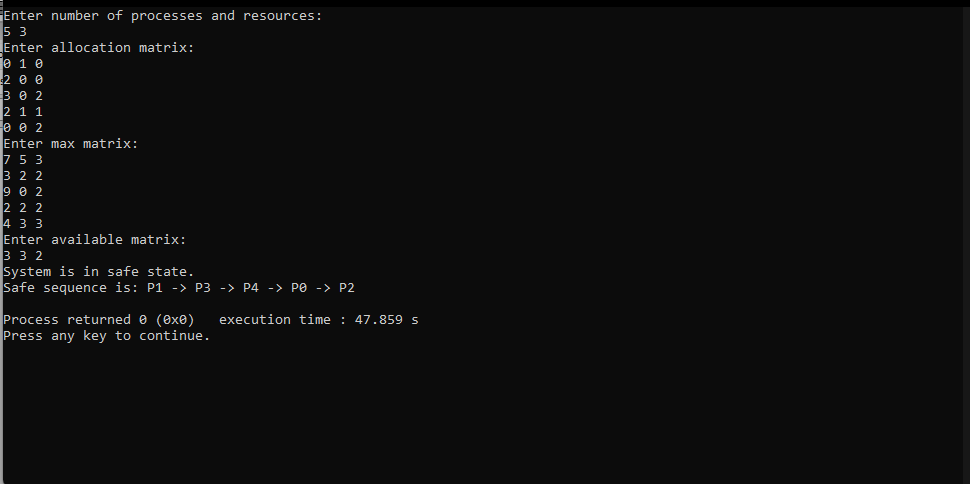 Enter number of processes and resources:
5 3
Enter allocation matrix:
0 1 0
2 0 0
3 0 2
2 1 1
0 0 2
Enter max matrix:
7 5 3
3 2 2
9 0 2
2 2 2
4 3 3
Enter available matrix:
3 3 2
System is in safe state.
Safe sequence is: P1 -> P3 -> P4 -> P0 -> P2

Process returned 0 (0x0)   execution time : 47.859 s
Press any key to continue.